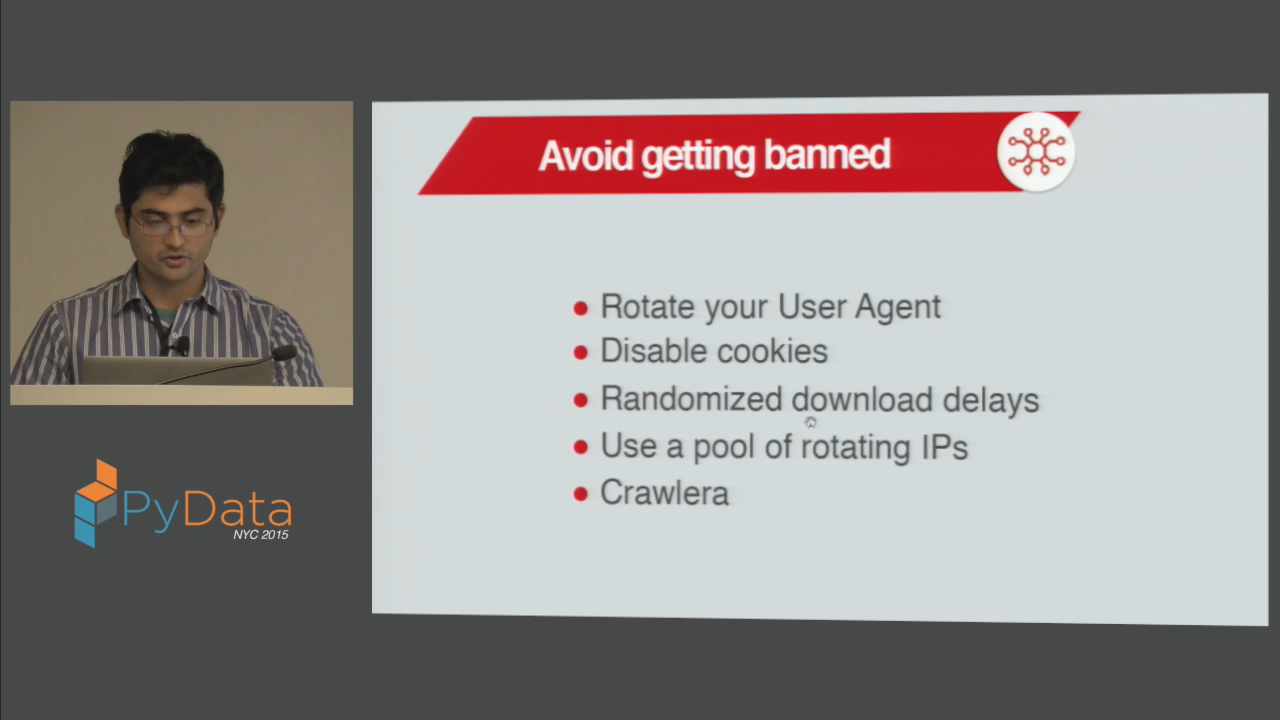 Avoid getting banned
Rotate your User Agent
Disable cookies
Randomized download delays
Use a pool of rotating IPs
Crawlera
PyData
NYC 2015